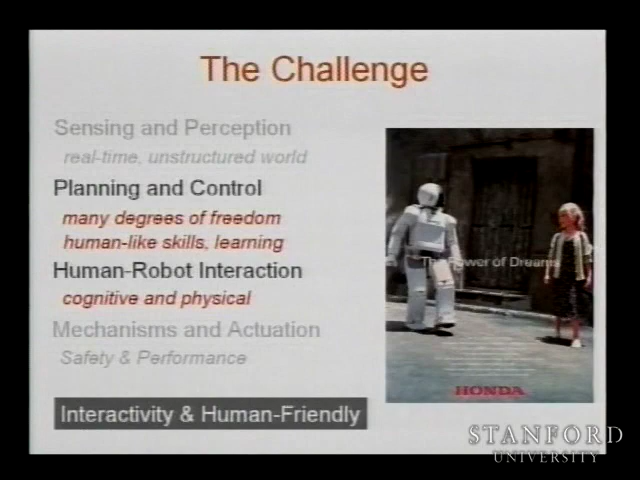 The Challenge
Sensing and Perception
real-time, unstructured world
Planning and Control
many degrees of freedom
human-like skills, learning
Human-Robot Interaction
cognitive and physical
Mechanisms and Actuation
Safety & Performance
Interactivity & Human-Friendly
The Power of Dreams
HONDA
STANFORD
UNIVERSITY